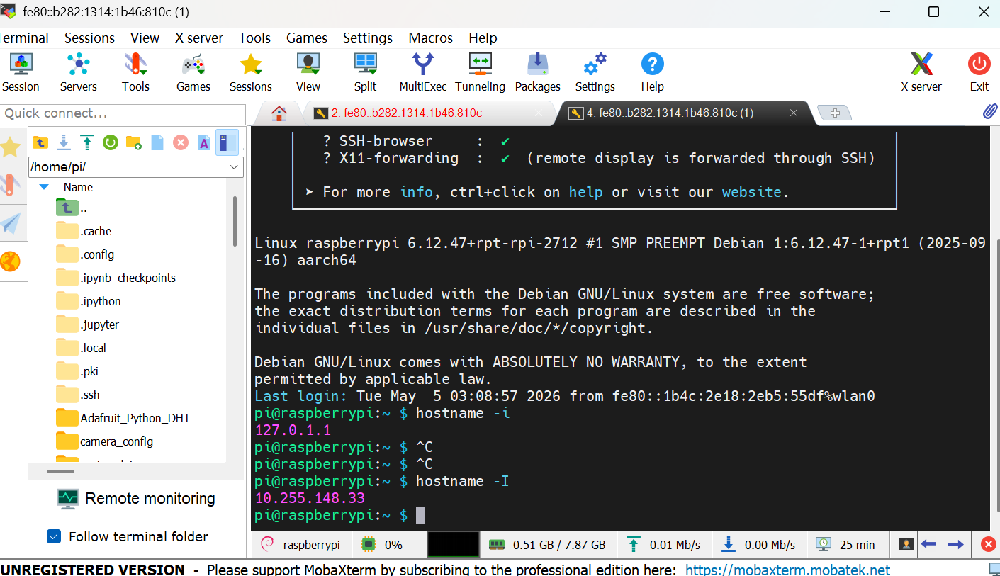 fe80::b282:1314:1b46:810c (1)
Terminal Sessions View X server Tools Games Settings Macros Help
Session Servers Tools Games Sessions View Split MultiExec Tunneling Packages Settings Help X server Exit
Quick connect...
2. fe80::b282:1314:1b46:810c
4. fe80::b282:1314:1b46:810c (1)
/home/pi/
Name
..
.cache
.config
.ipynb_checkpoints
.ipython
.jupyter
.local
.pki
.ssh
Adafruit_Python_DHT
camera_config
Remote monitoring
Follow terminal folder
? SSH-browser : ✔
? X11-forwarding : ✔ (remote display is forwarded through SSH)
➤ For more info, ctrl+click on help or visit our website.
Linux raspberrypi 6.12.47+rpt-rpi-2712 #1 SMP PREEMPT Debian 1:6.12.47-1+rpt1 (2025-09
-16) aarch64
The programs included with the Debian GNU/Linux system are free software;
the exact distribution terms for each program are described in the
individual files in /usr/share/doc/*/copyright.
Debian GNU/Linux comes with ABSOLUTELY NO WARRANTY, to the extent
permitted by applicable law.
Last login: Tue May  5 03:08:57 2026 from fe80::1b4c:2e18:2eb5:55df%wlan0
pi@raspberrypi:~ $ hostname -i
127.0.1.1
pi@raspberrypi:~ $ ^C
pi@raspberrypi:~ $ ^C
pi@raspberrypi:~ $ hostname -I
10.255.148.33
pi@raspberrypi:~ $
raspberrypi 0% 0.51 GB / 7.87 GB 0.01 Mb/s 0.00 Mb/s 25 min
UNREGISTERED VERSION - Please support MobaXterm by subscribing to the professional edition here: https://mobaxterm.mobatek.net